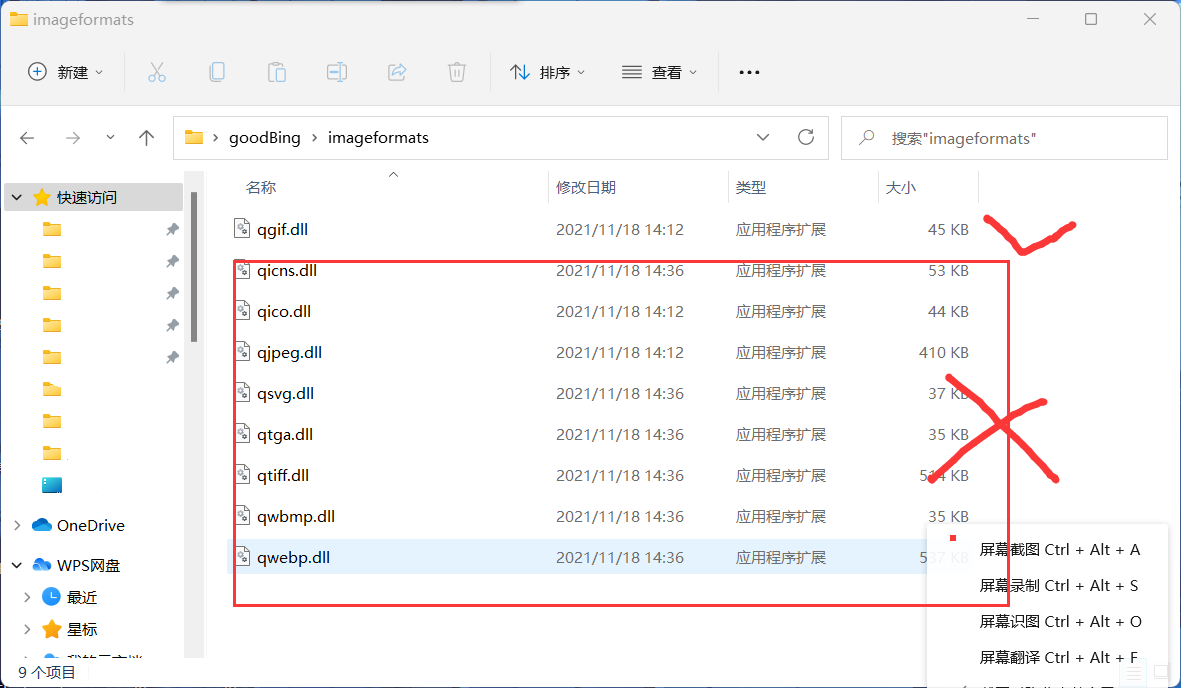 imageformats
新建
排序
查看
goodBing
imageformats
搜索"imageformats"
快速访问
OneDrive
WPS网盘
最近
星标
名称 修改日期 类型 大小
qgif.dll 2021/11/18 14:12 应用程序扩展 45 KB
qicns.dll 2021/11/18 14:36 应用程序扩展 53 KB
qico.dll 2021/11/18 14:12 应用程序扩展 44 KB
qjpeg.dll 2021/11/18 14:12 应用程序扩展 410 KB
qsvg.dll 2021/11/18 14:36 应用程序扩展 37 KB
qtga.dll 2021/11/18 14:36 应用程序扩展 35 KB
qtiff.dll 2021/11/18 14:36 应用程序扩展 514 KB
qwbmp.dll 2021/11/18 14:36 应用程序扩展 35 KB
qwebp.dll 2021/11/18 14:36 应用程序扩展 537 KB
屏幕截图 Ctrl + Alt + A
屏幕录制 Ctrl + Alt + S
屏幕识图 Ctrl + Alt + O
屏幕翻译 Ctrl + Alt + F
9 个项目